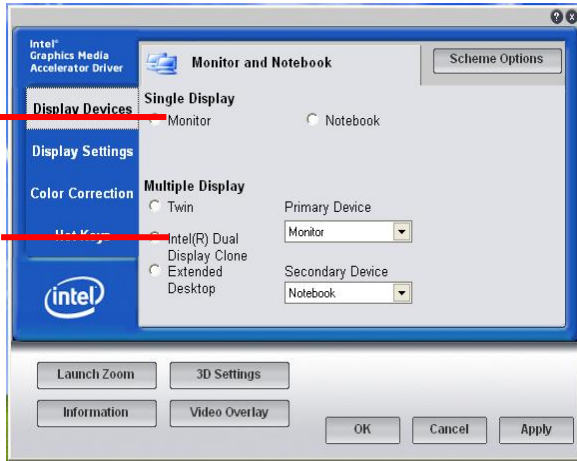 Intel®
Graphics Media
Accelerator Driver
Monitor and Notebook
Scheme Options
Display Devices
Display Settings
Color Correction
Hot Keys
intel
Single Display
Monitor
Notebook
Multiple Display
Twin
Intel(R) Dual
Display Clone
Extended
Desktop
Primary Device
Monitor
Secondary Device
Notebook
Launch Zoom
3D Settings
Information
Video Overlay
OK
Cancel
Apply